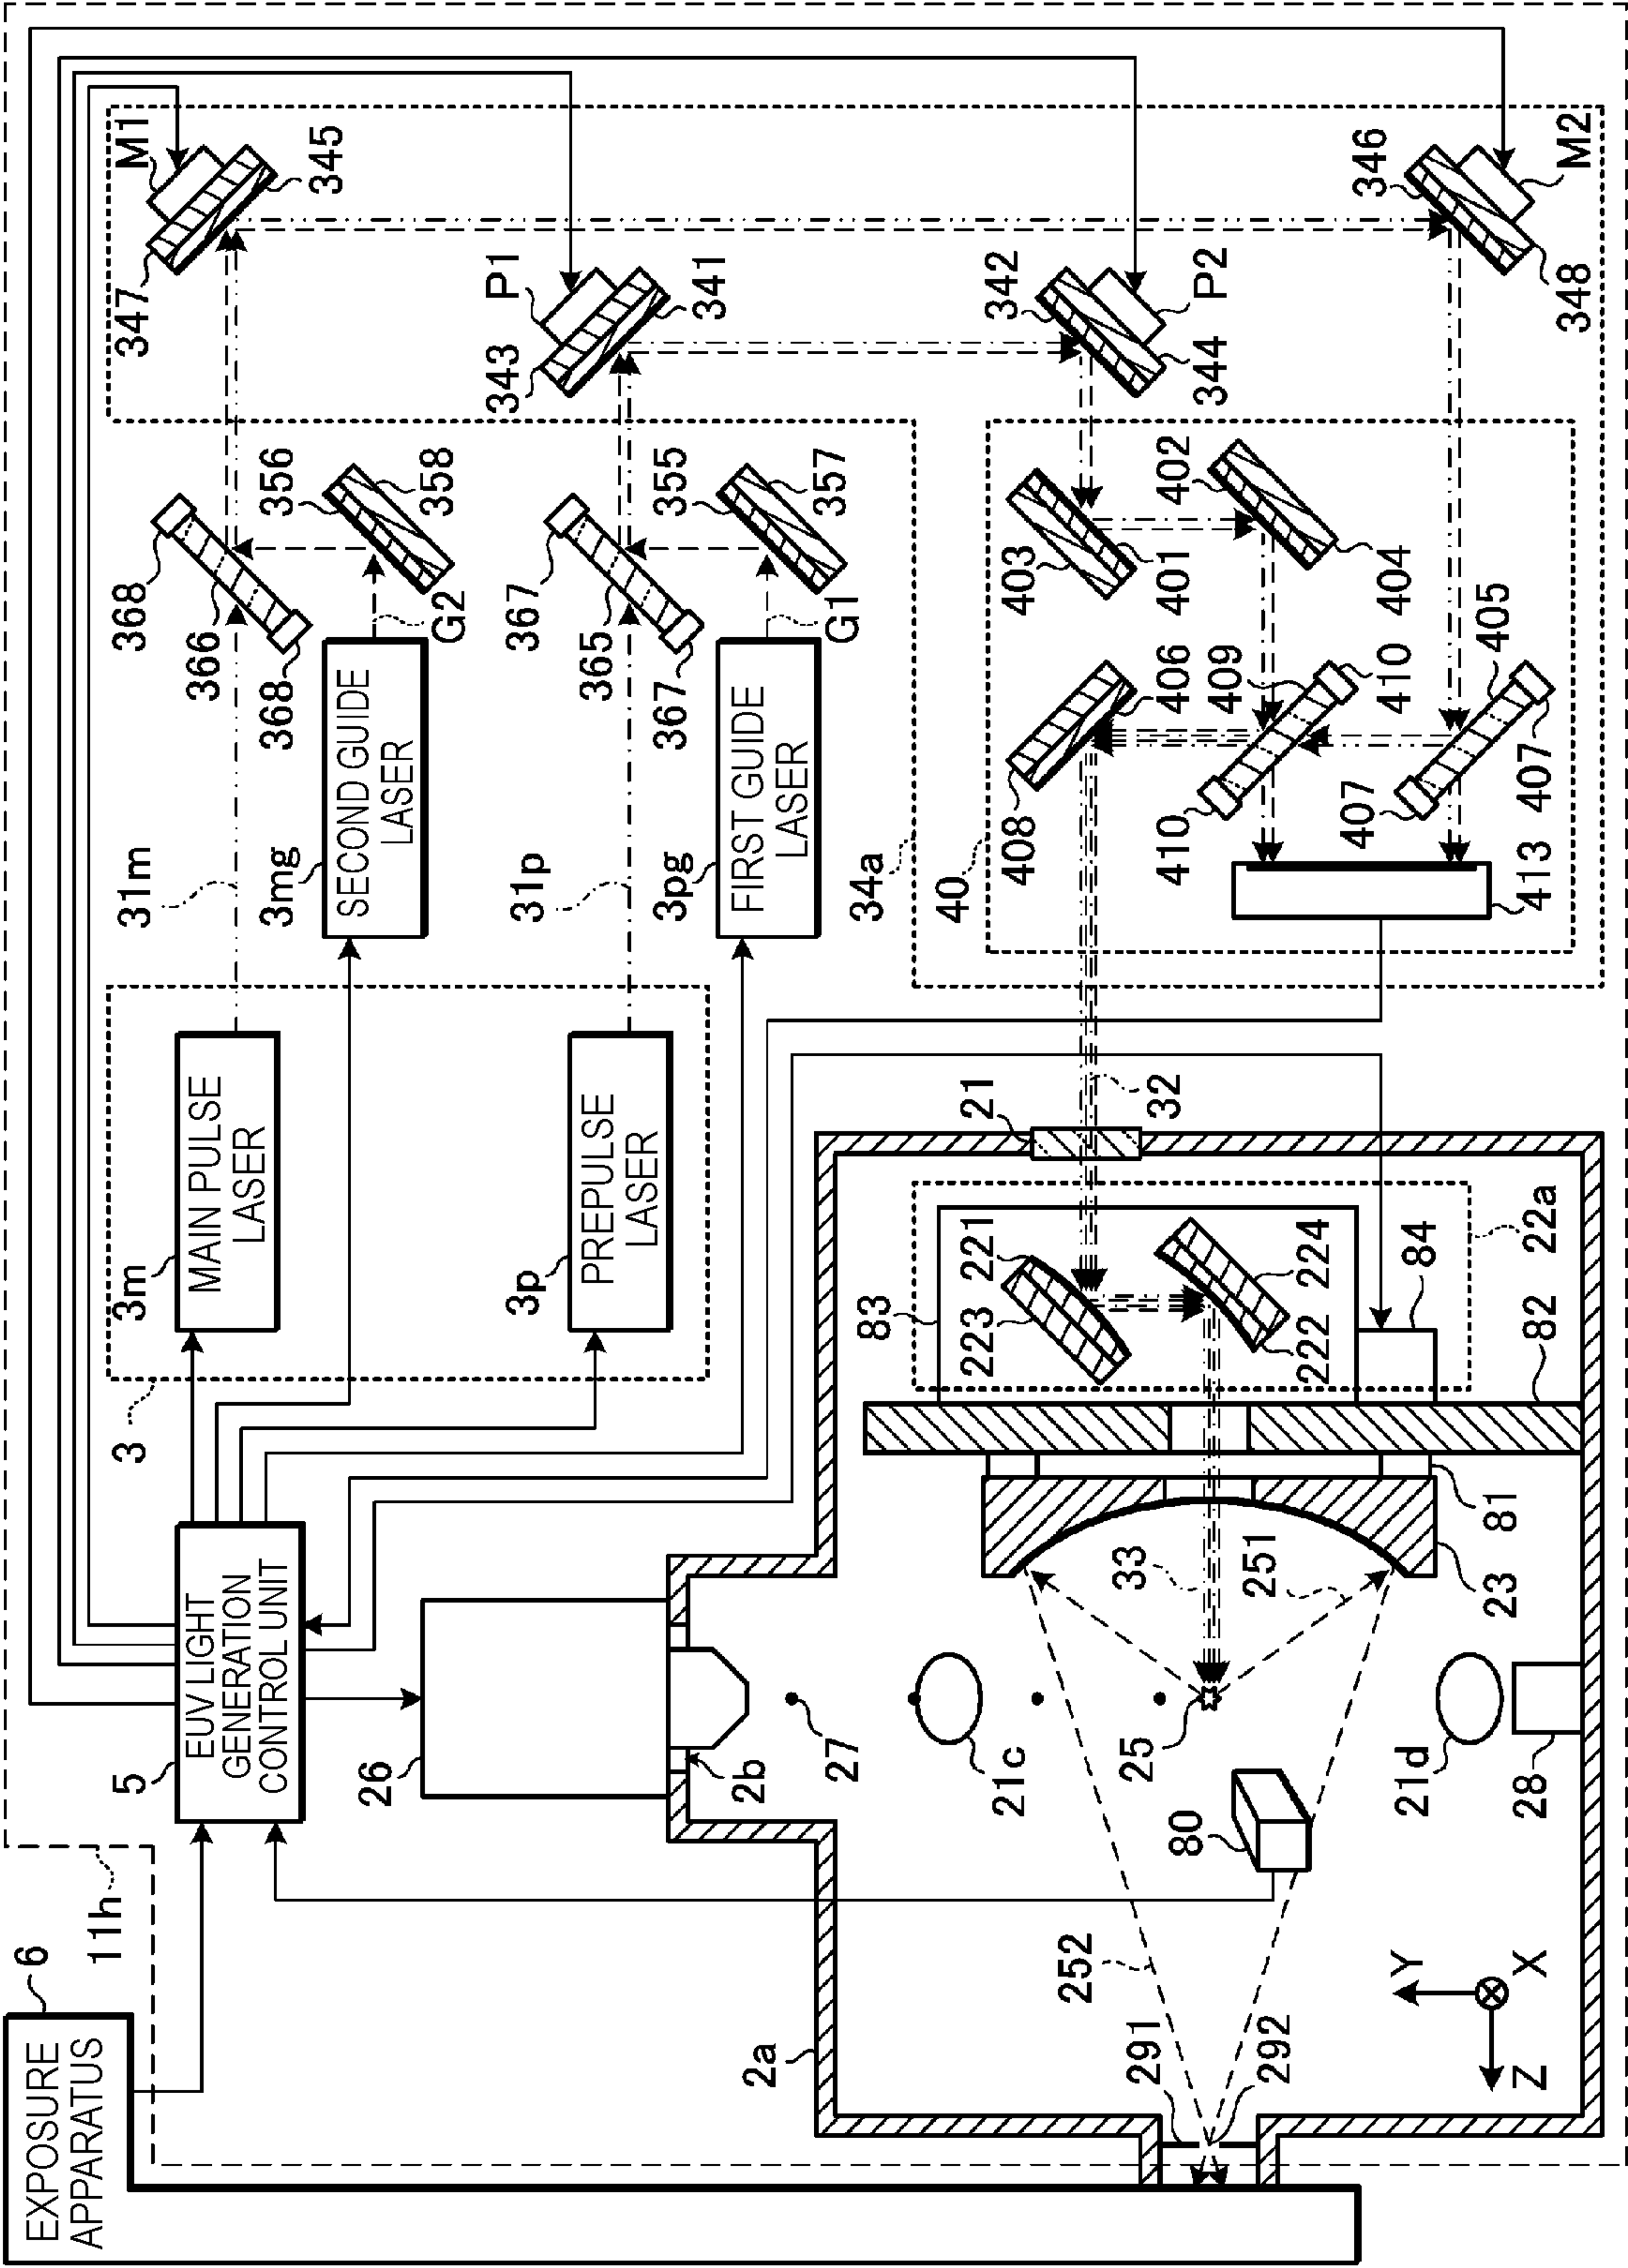 EXPOSURE
APPARATUS
6
11h
5
EUV LIGHT
GENERATION
CONTROL UNIT
3
3m
MAIN PULSE
LASER
31m
3mg
SECOND GUIDE
LASER
G2
368
366
368
356
358
347
M1
345
3p
PREPULSE
LASER
31p
3pg
FIRST GUIDE
LASER
G1
367
365
367
355
357
343
P1
341
342
P2
344
346
M2
348
34a
40
403
401
402
404
408
406
409
410
410
405
407
407
413
26
2b
27
2a
21
32
83
221
223
222
224
22a
84
82
81
23
33
251
25
21c
21d
28
80
252
291
292
Y
X
Z